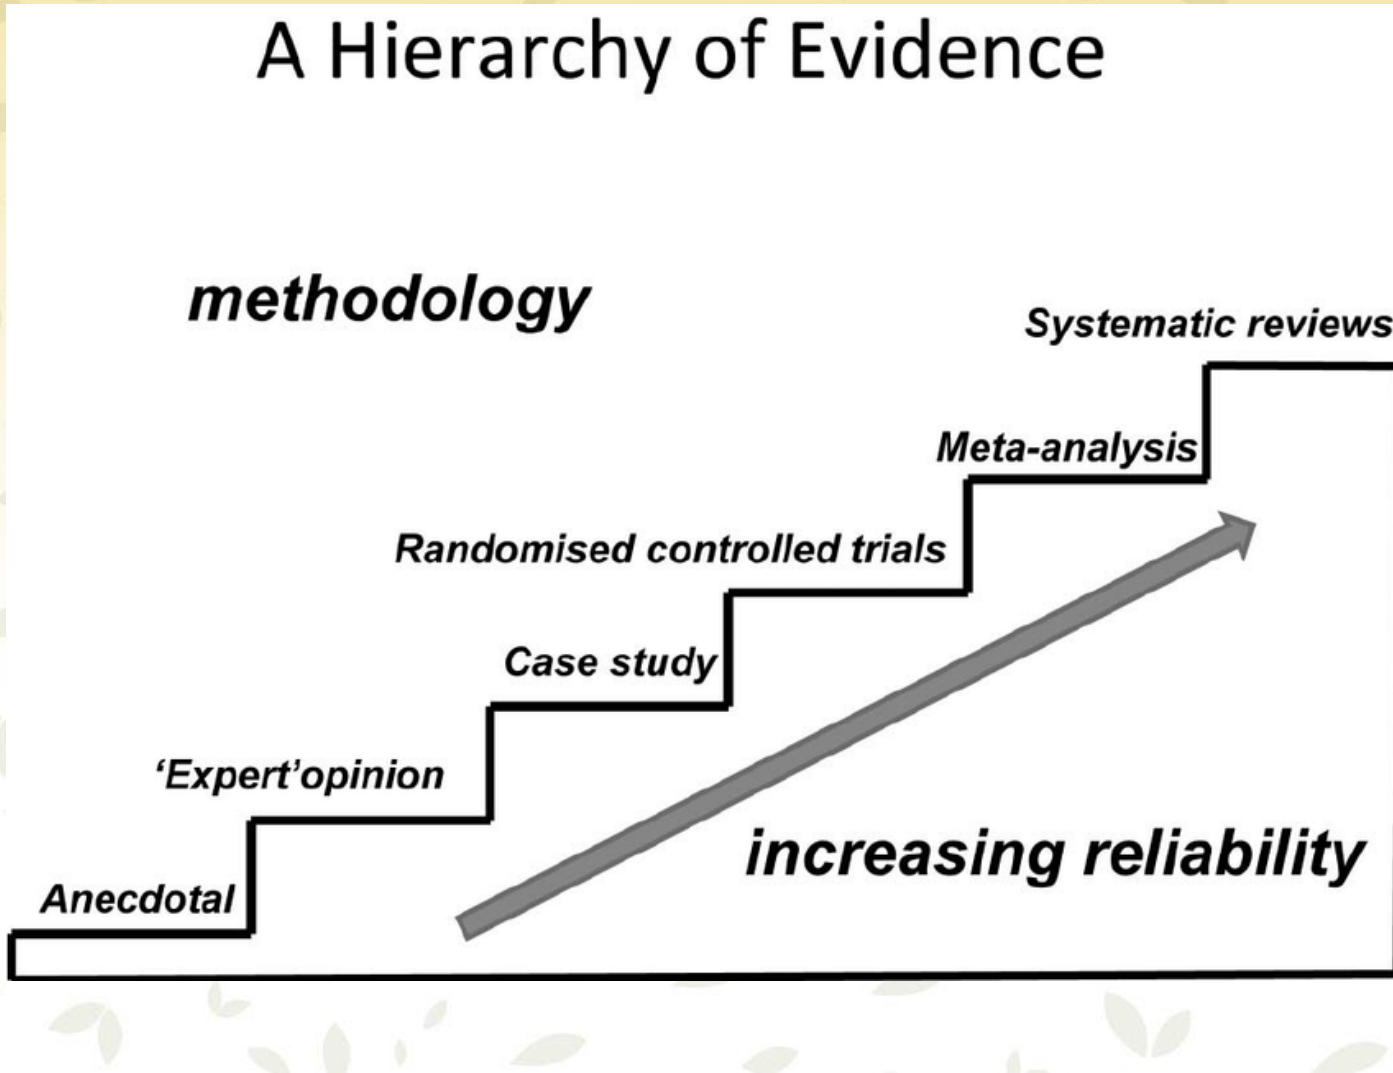 A Hierarchy of Evidence
methodology
Systematic reviews
Meta-analysis
Randomised controlled trials
Case study
‘Expert’opinion
increasing reliability
Anecdotal